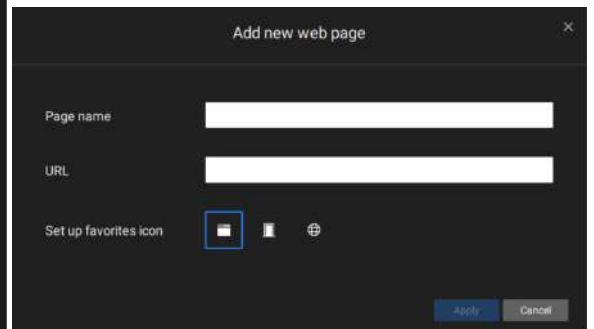 Add new web page
Page name
URL
Set up favorites icon
Apply Cancel